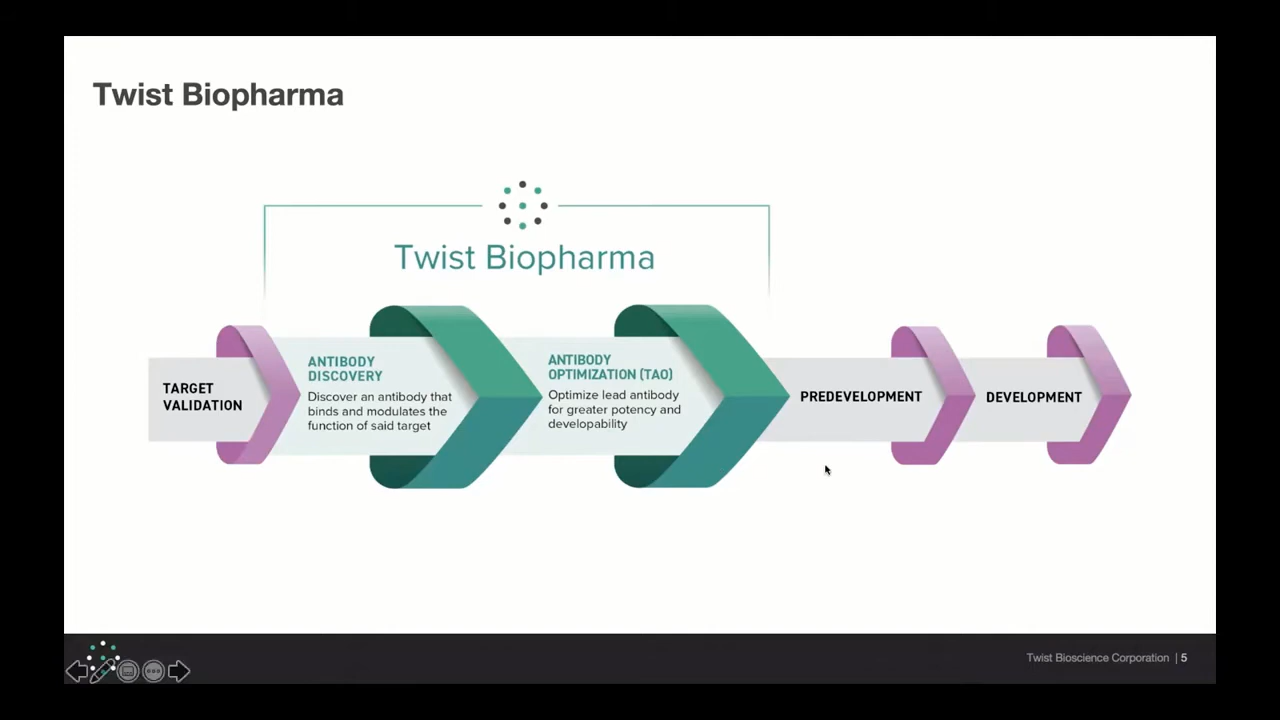 Twist Biopharma
Twist Biopharma
TARGET
VALIDATION
ANTIBODY
DISCOVERY
Discover an antibody that
binds and modulates the
function of said target
ANTIBODY
OPTIMIZATION (TAO)
Optimize lead antibody
for greater potency and
developability
PREDEVELOPMENT
DEVELOPMENT
Twist Bioscience Corporation | 5